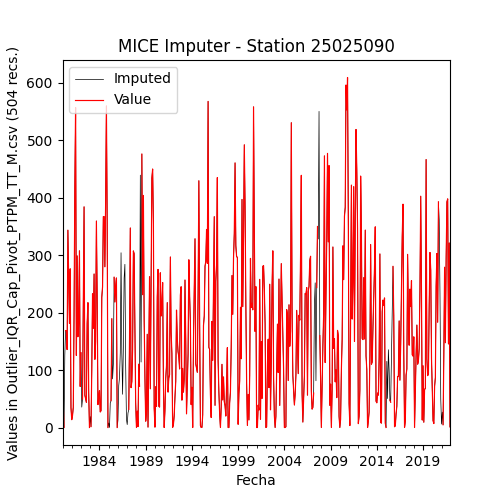 MICE Imputer - Station 25025090
Imputed
Value
Values in Outlier_IQR_Cap_Pivot_PTPM_TT_M.csv (504 recs.)
600
500
400
300
200
100
0
1984 1989 1994 1999 2004 2009 2014 2019
Fecha